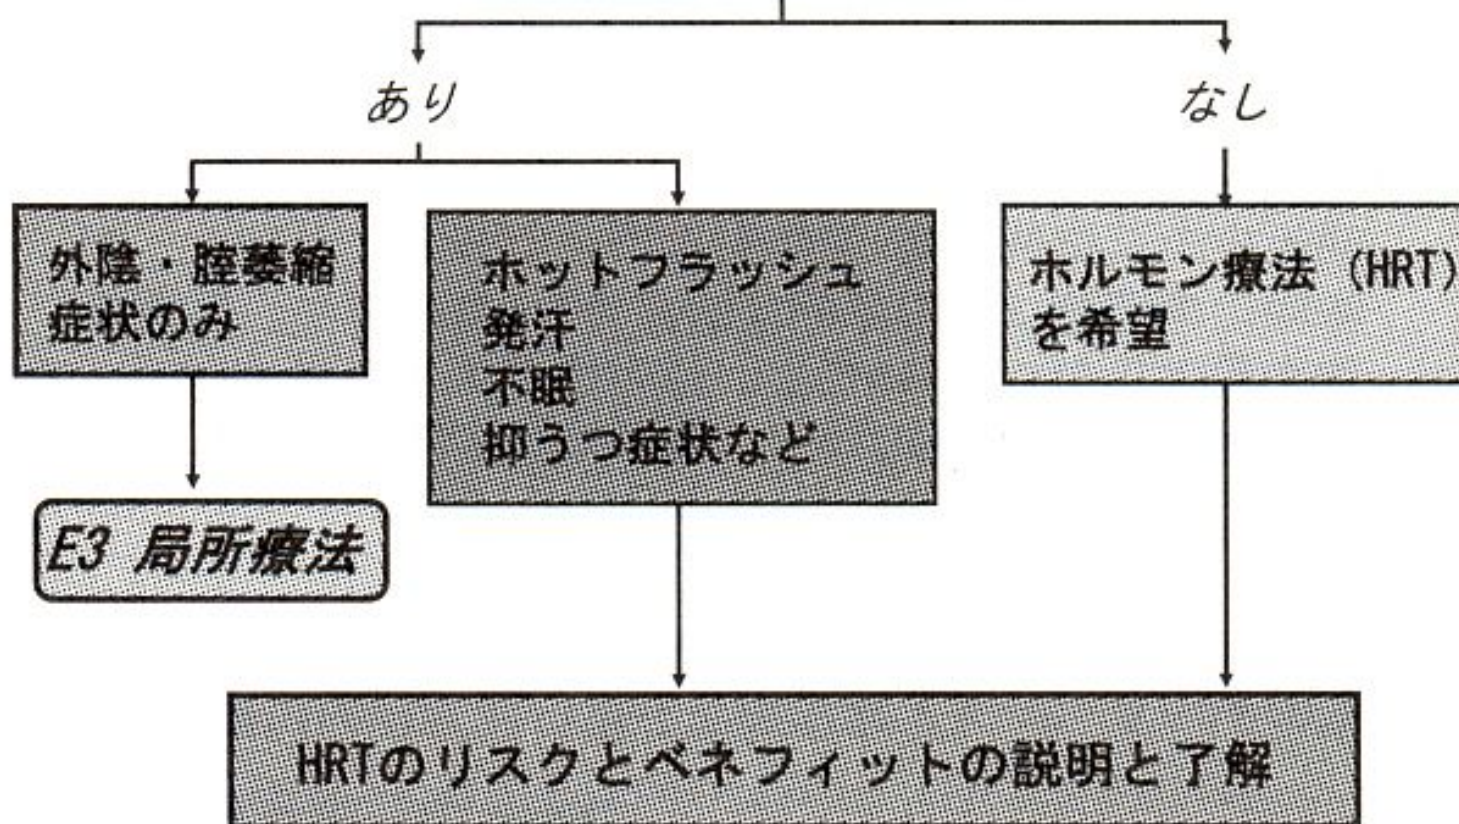 あり
なし
外陰・腟萎縮
症状のみ
ホットフラッシュ
発汗
不眠
抑うつ症状など
ホルモン療法（HRT）
を希望
E3 局所療法
HRTのリスクとベネフィットの説明と了解